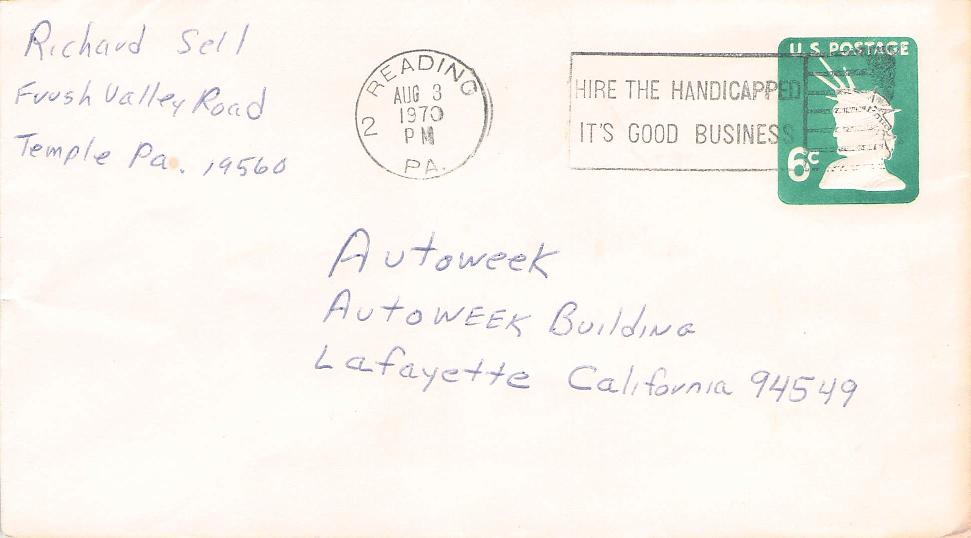 Richard Sell
Frush Valley Road
Temple Pa. 19560
READING
AUG 3
1970
PM
2
PA.
HIRE THE HANDICAPPED
IT'S GOOD BUSINESS
U.S. POSTAGE
6c
Autoweek
AutoWEEK Building
Lafayette California 94549